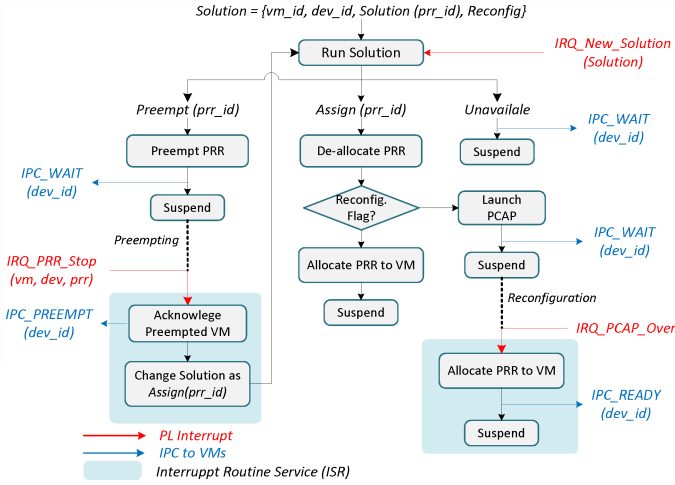 Solution = {vm_id, dev_id, Solution (prr_id), Reconfig}
Run Solution
IRQ_New_Solution
(Solution)
Preempt (prr_id)
Assign (prr_id)
Unavailale
Preempt PRR
De-allocate PRR
Suspend
IPC_WAIT
(dev_id)
IPC_WAIT
(dev_id)
Suspend
Reconfig.
Flag?
Launch
PCAP
Preempting
IPC_WAIT
(dev_id)
IRQ_PRR_Stop
(vm, dev, prr)
Allocate PRR to VM
Suspend
Suspend
Reconfiguration
IPC_PREEMPT
(dev_id)
Acknowlege
Preempted VM
IRQ_PCAP_Over
Change Solution as
Assign(prr_id)
Allocate PRR to VM
IPC_READY
(dev_id)
Suspend
PL Interrupt
IPC to VMs
Interruppt Routine Service (ISR)